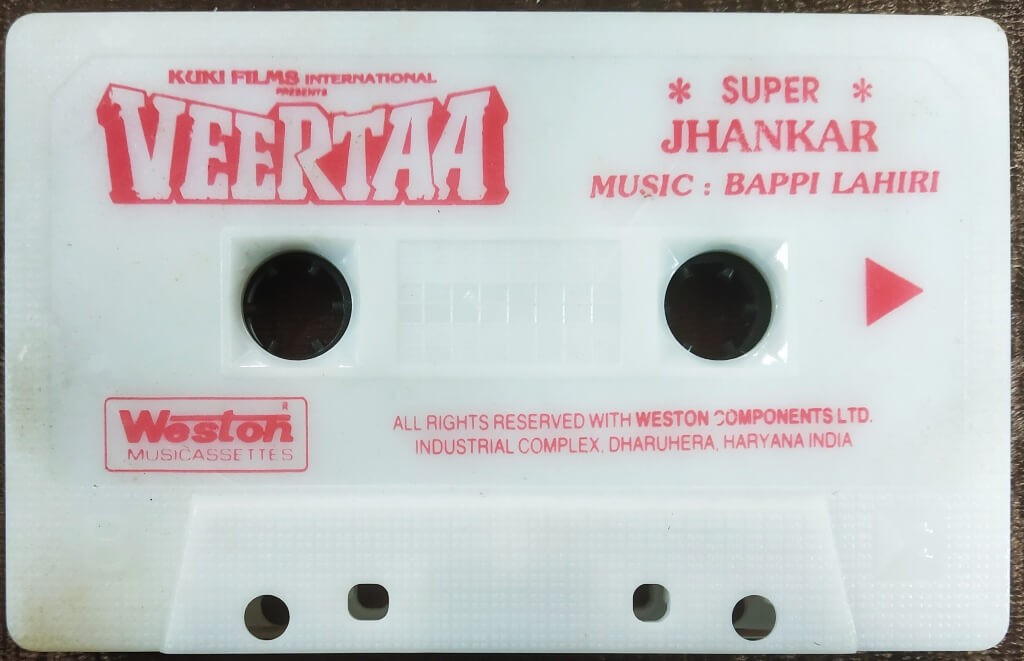 KUKI FILMS INTERNATIONAL
PRESENTS
VEERTAA
* SUPER *
JHANKAR
MUSIC : BAPPI LAHIRI
Weston R
MUSICASSETTES
ALL RIGHTS RESERVED WITH WESTON COMPONENTS LTD.
INDUSTRIAL COMPLEX, DHARUHERA, HARYANA INDIA